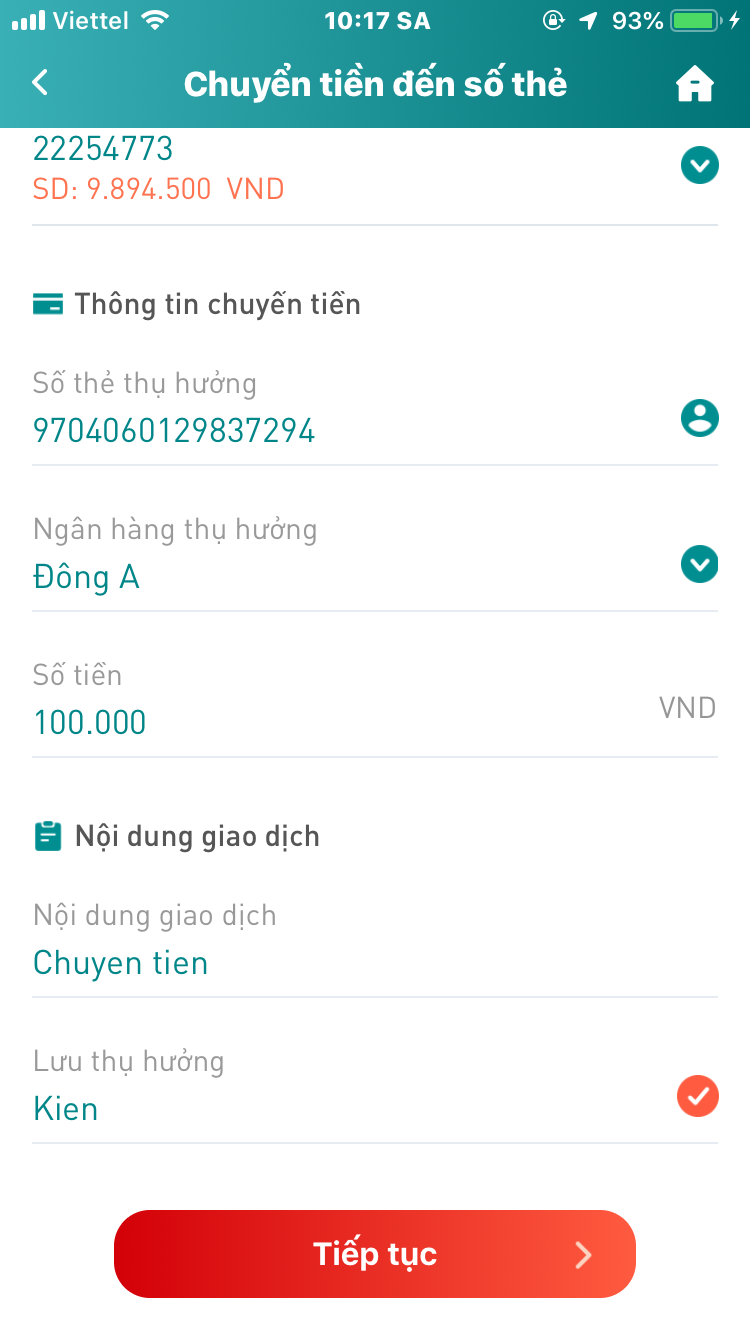 Viettel 10:17 SA 93%
Chuyển tiền đến số thẻ
22254773
SD: 9.894.500 VND
Thông tin chuyển tiền
Số thẻ thụ hưởng
9704060129837294
Ngân hàng thụ hưởng
Đông A
Số tiền
100.000 VND
Nội dung giao dịch
Nội dung giao dịch
Chuyen tien
Lưu thụ hưởng
Kien
Tiếp tục